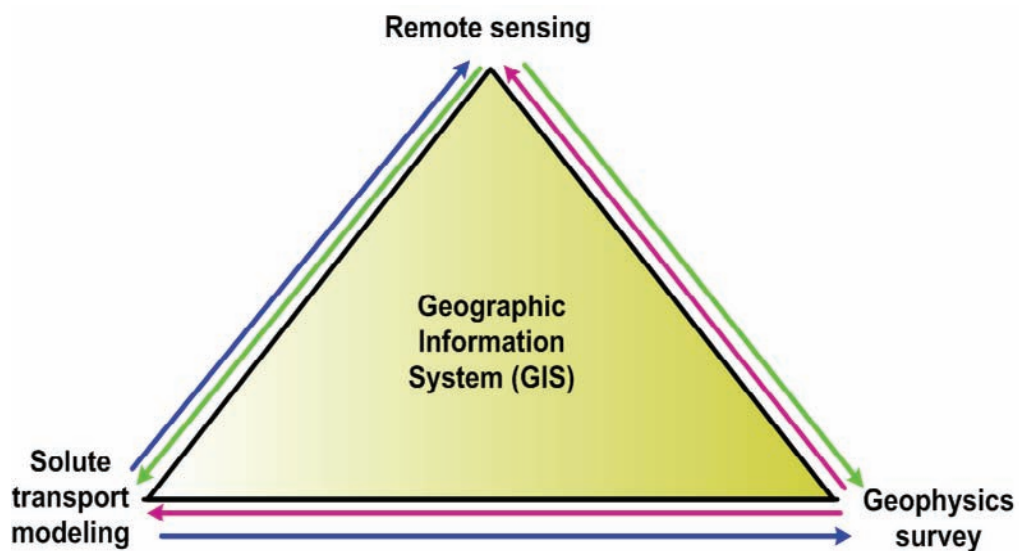 Remote sensing
Geographic
Information
System (GIS)
Solute
transport
modeling
Geophysics
survey